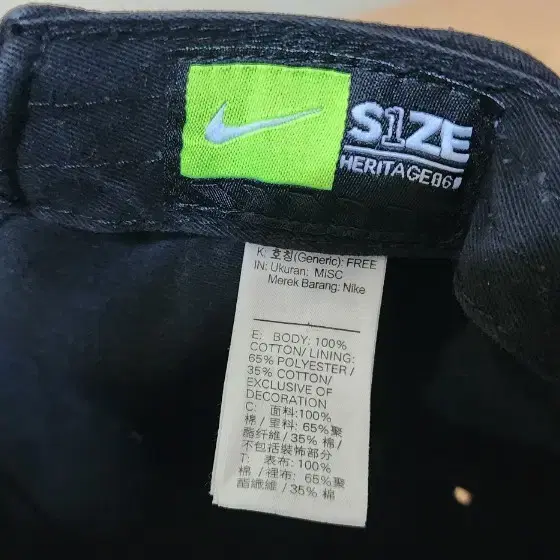 S1ZE
HERITAGE86
K: 호칭(Generic): FREE
IN: Ukuran: MISC
Merek Barang: Nike
E: BODY: 100%
COTTON/ LINING:
65% POLYESTER /
35% COTTON/
EXCLUSIVE OF
DECORATION
C: 面料:100%
棉 / 里料: 65%聚
酯纤维 / 35% 棉 /
不包括装饰部分
T: 表布: 100%
棉 / 裡布: 65%聚
酯纖維 / 35% 棉